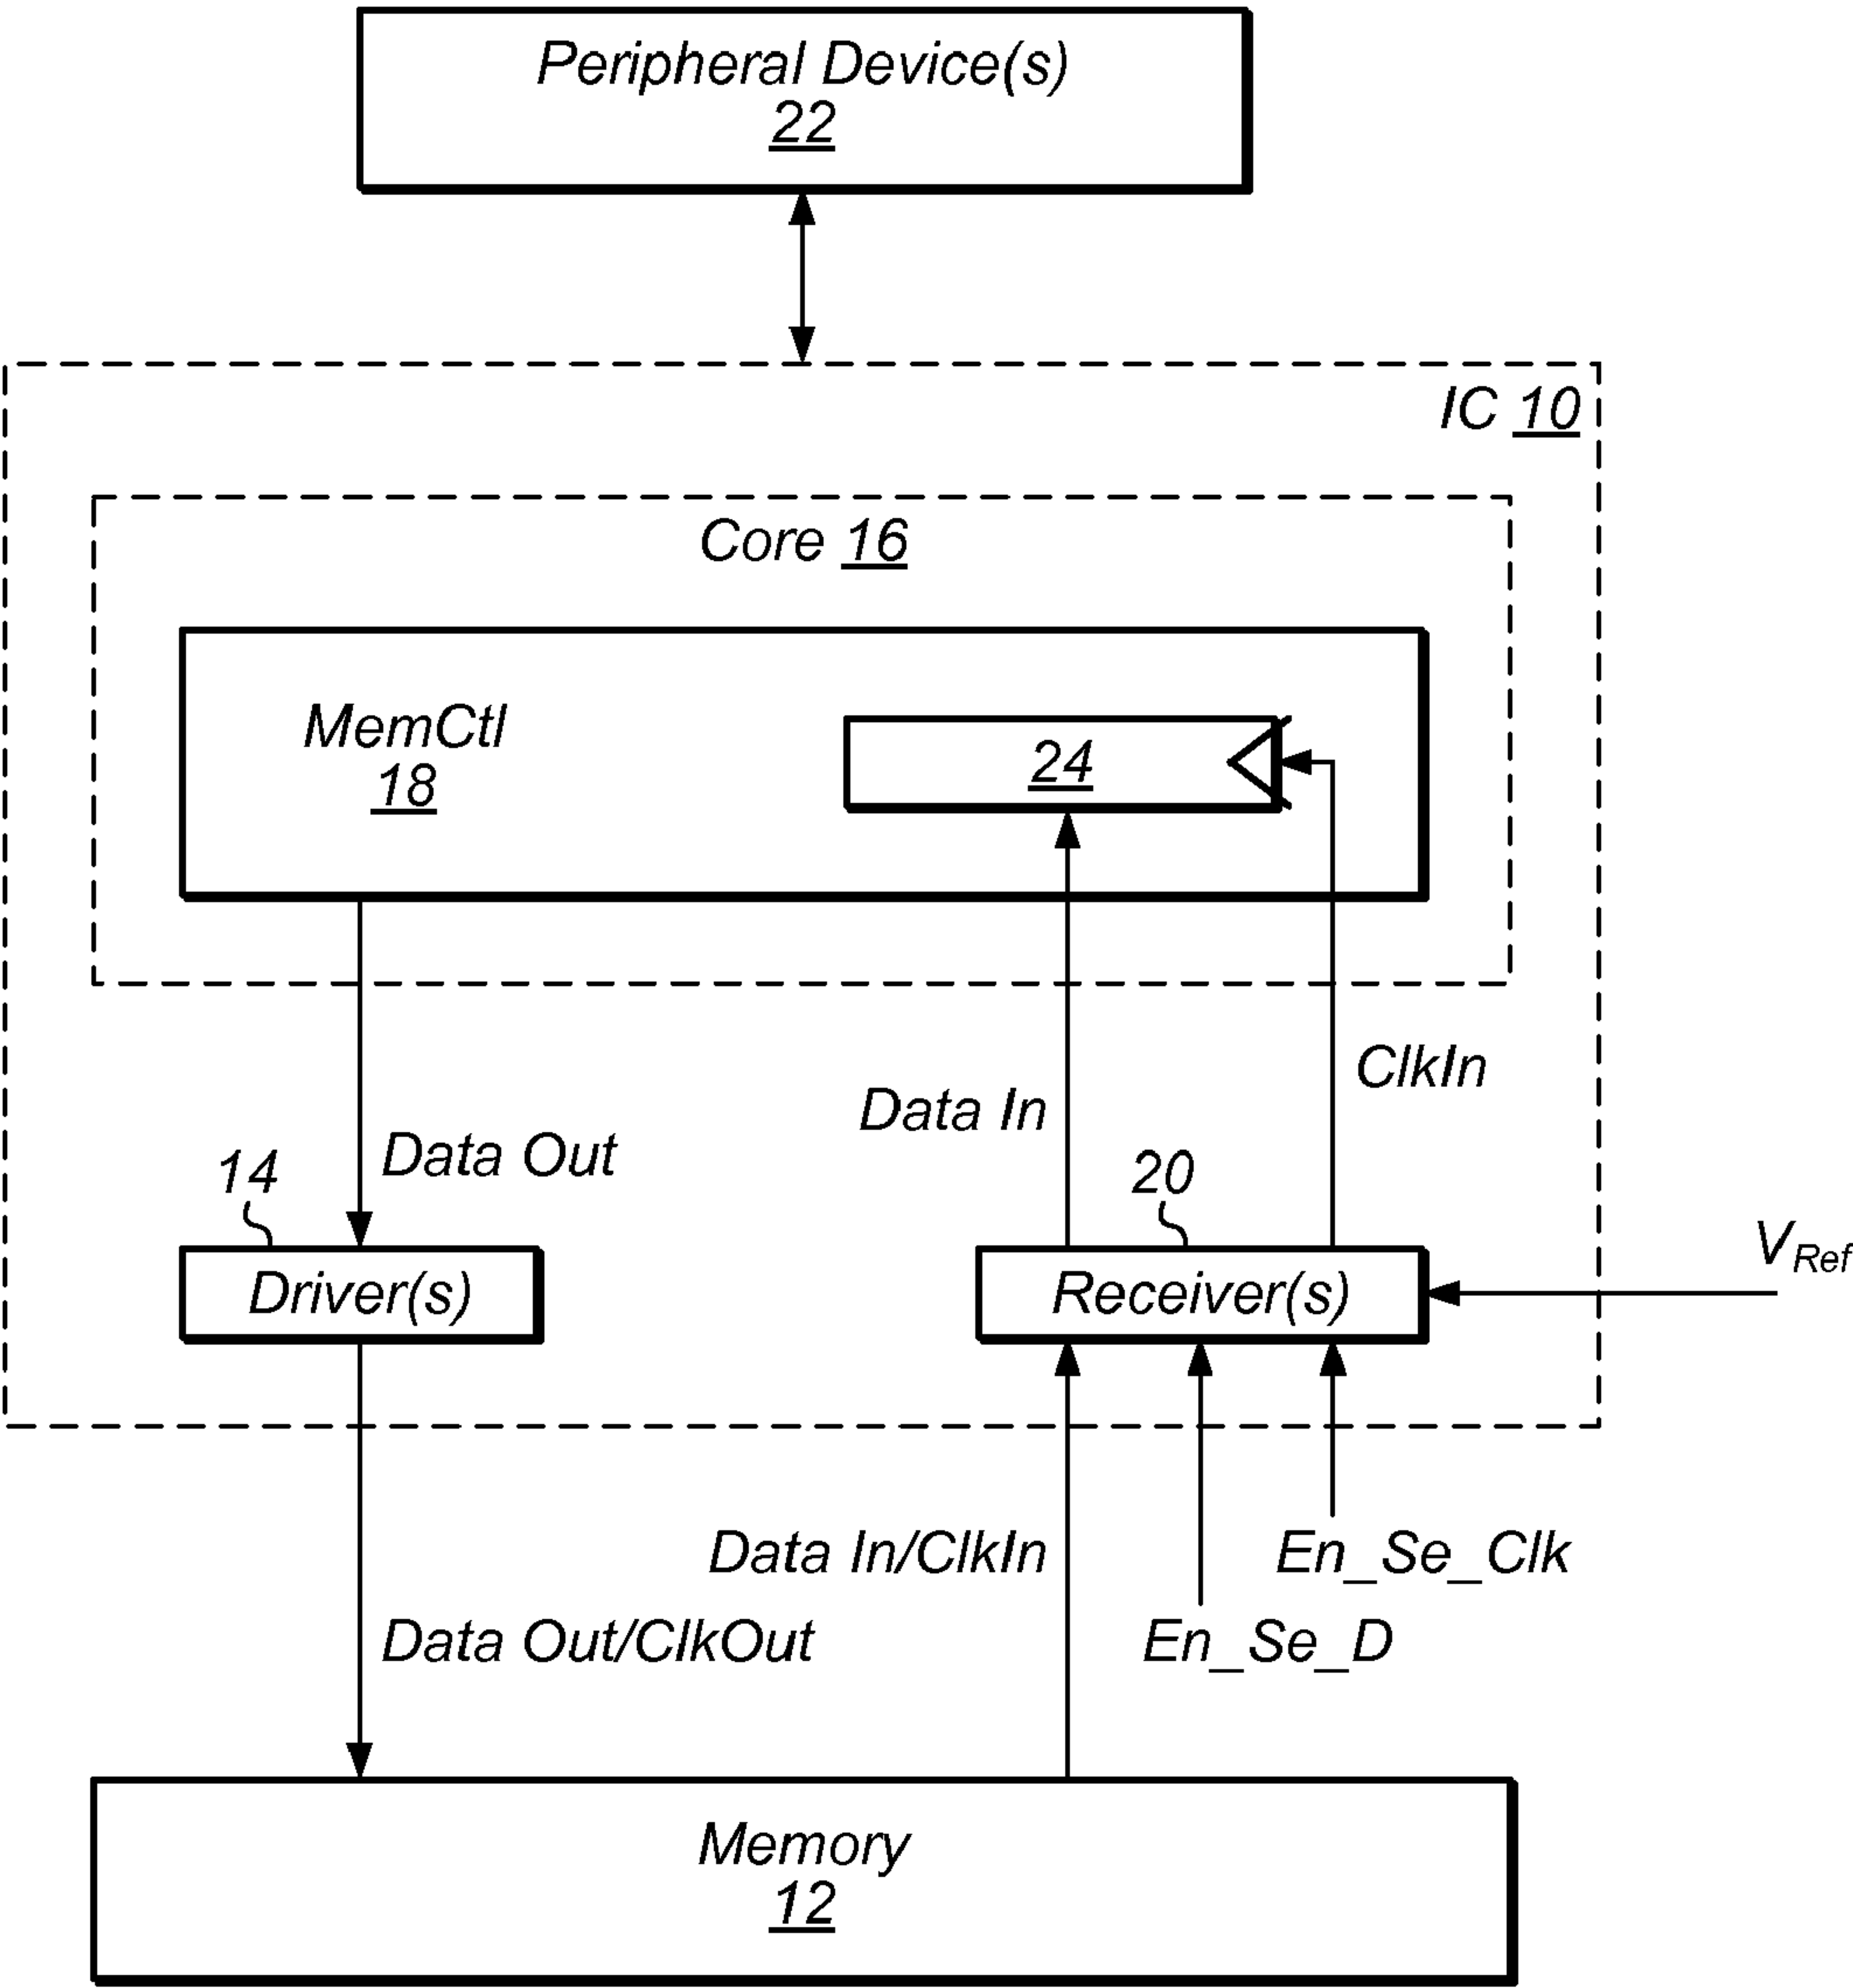 Peripheral Device(s)
22
IC 10
Core 16
MemCtl
18
24
ClkIn
Data In
Data Out
14
20
Driver(s)
Receiver(s)
VRef
Data In/ClkIn
En_Se_Clk
Data Out/ClkOut
En_Se_D
Memory
12